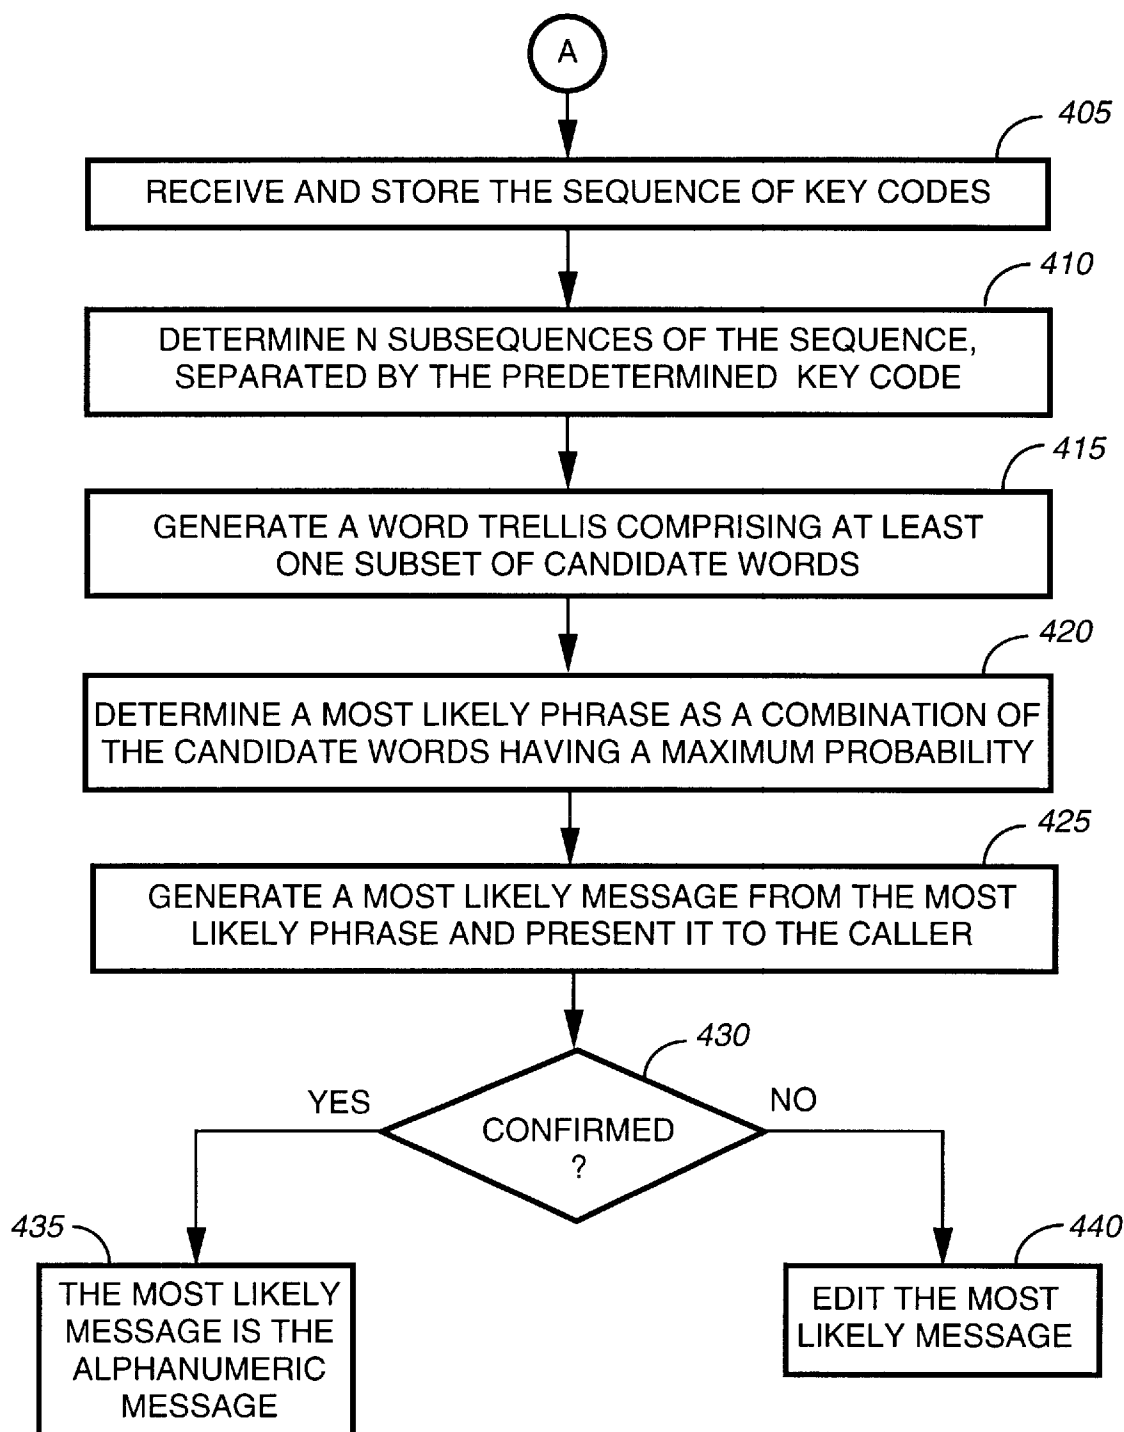 A
405
RECEIVE AND STORE THE SEQUENCE OF KEY CODES
410
DETERMINE N SUBSEQUENCES OF THE SEQUENCE,
SEPARATED BY THE PREDETERMINED KEY CODE
415
GENERATE A WORD TRELLIS COMPRISING AT LEAST
ONE SUBSET OF CANDIDATE WORDS
420
DETERMINE A MOST LIKELY PHRASE AS A COMBINATION OF
THE CANDIDATE WORDS HAVING A MAXIMUM PROBABILITY
425
GENERATE A MOST LIKELY MESSAGE FROM THE MOST
LIKELY PHRASE AND PRESENT IT TO THE CALLER
430
YES
NO
CONFIRMED
?
435
THE MOST LIKELY
MESSAGE IS THE
ALPHANUMERIC
MESSAGE
440
EDIT THE MOST
LIKELY MESSAGE